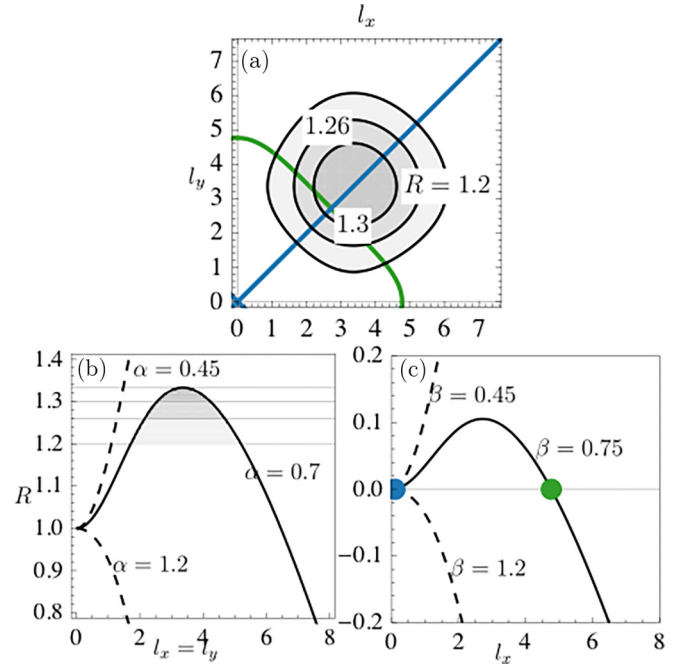 l_x
(a)
7
6
5
4
3
2
1
0
l_y
1.26
R = 1.2
1.3
0 1 2 3 4 5 6 7
(b)
1.4
1.3
1.2
1.1
1.0
0.9
0.8
R
α = 0.45
α = 0.7
α = 1.2
0 2 4 6 8
l_x = l_y
(c)
0.2
0.1
0.0
−0.1
−0.2
β = 0.45
β = 0.75
β = 1.2
0 2 4 6 8
l_x